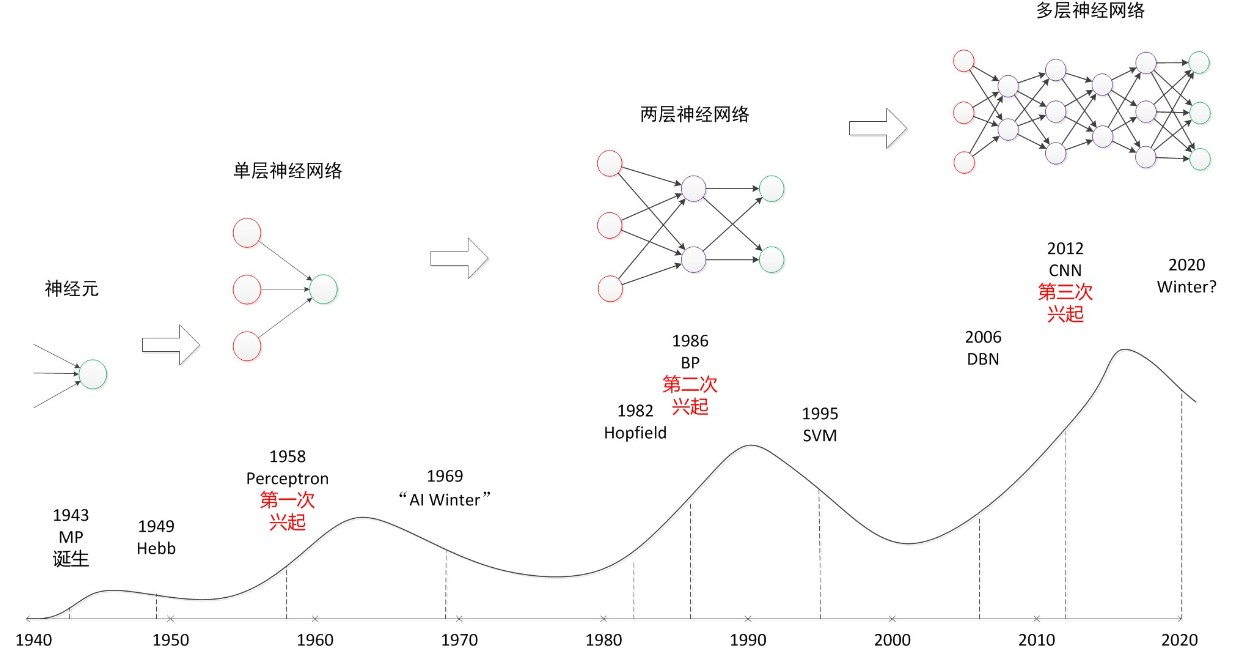 多层神经网络
两层神经网络
单层神经网络
神经元
1943
MP
诞生
1949
Hebb
1958
Perceptron
第一次
兴起
1969
“AI Winter”
1982
Hopfield
1986
BP
第二次
兴起
1995
SVM
2006
DBN
2012
CNN
第三次
兴起
2020
Winter?
1940 1950 1960 1970 1980 1990 2000 2010 2020